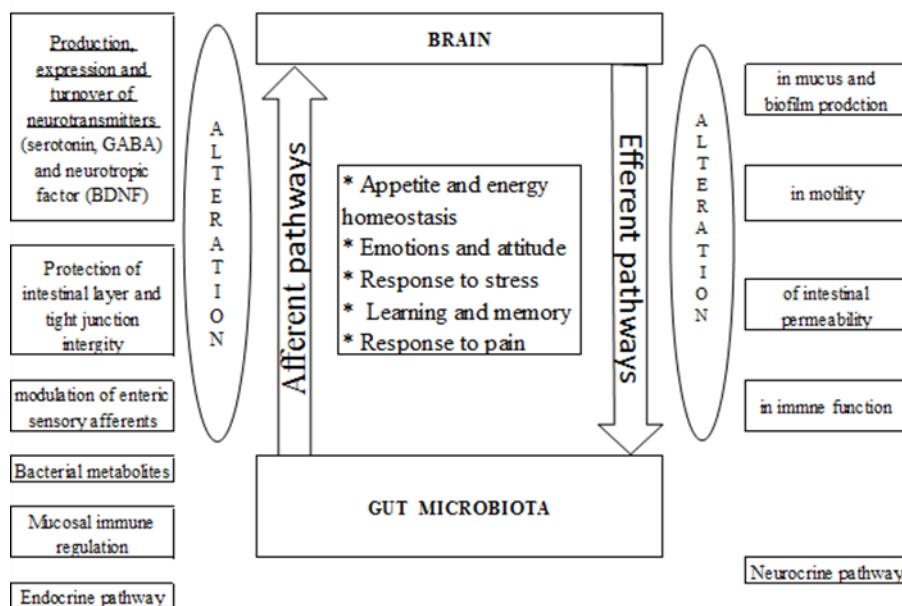 Production,
expression and
turnover of
neurotransmitters
(serotonin, GABA)
and neurotropic
factor (BDNF)
Protection of
intestinal layer and
tight junction
intergity
modulation of enteric
sensory afferents
Bacterial metabolites
Mucosal immune
regulation
Endocrine pathway
ALTERATION
BRAIN
Afferent pathways
* Appetite and energy
homeostasis
* Emotions and attitude
* Response to stress
* Learning and memory
* Response to pain
Efferent pathways
GUT MICROBIOTA
ALTERATION
in mucus and
biofilm prodction
in motility
of intestinal
permeability
in immne function
Neurocrine pathway